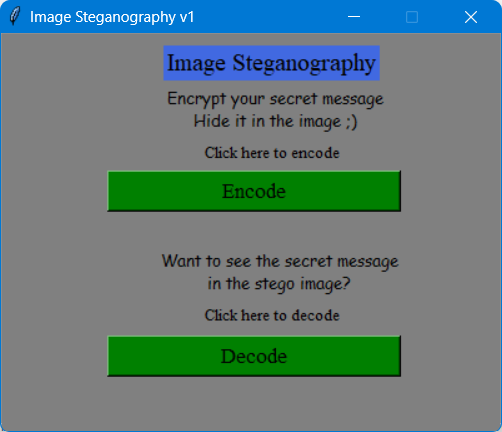 Image Steganography v1
Image Steganography
Encrypt your secret message
Hide it in the image ;)
Click here to encode
Encode
Want to see the secret message
in the stego image?
Click here to decode
Decode